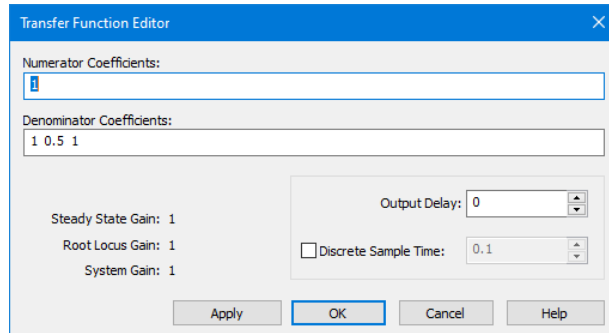 Transfer Function Editor
Numerator Coefficients:
1
Denominator Coefficients:
1 0.5 1
Output Delay: 0
Steady State Gain: 1
Root Locus Gain: 1
Discrete Sample Time: 0.1
System Gain: 1
Apply OK Cancel Help